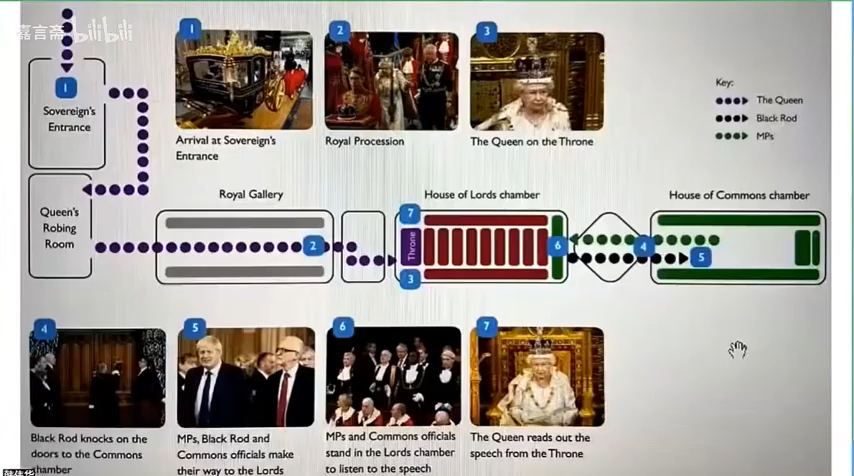 嘉言斋 bilibili
1
2
3
Key:
The Queen
Black Rod
MPs
1
Sovereign's
Entrance
Arrival at Sovereign's
Entrance
Royal Procession
The Queen on the Throne
Queen's
Robing
Room
Royal Gallery
House of Lords chamber
House of Commons chamber
7
2
Throne
6
4
5
3
4
5
6
7
Black Rod knocks on the
doors to the Commons
chamber
MPs, Black Rod and
Commons officials make
their way to the Lords
MPs and Commons officials
stand in the Lords chamber
to listen to the speech
The Queen reads out the
speech from the Throne